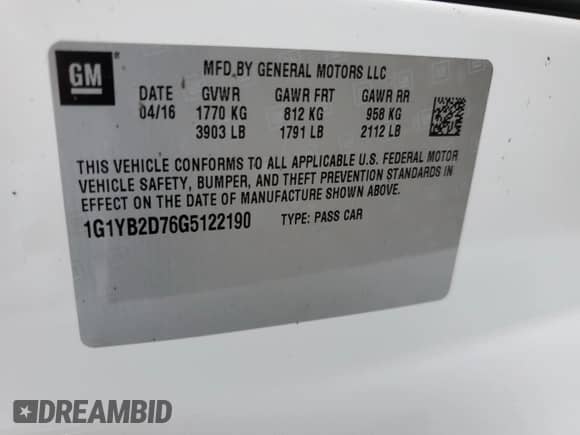 GM ®
MFD. BY GENERAL MOTORS LLC
DATE GVWR GAWR FRT GAWR RR
04/16 1770 KG 812 KG 958 KG
3903 LB 1791 LB 2112 LB
THIS VEHICLE CONFORMS TO ALL APPLICABLE U.S. FEDERAL MOTOR
VEHICLE SAFETY, BUMPER, AND THEFT PREVENTION STANDARDS IN
EFFECT ON THE DATE OF MANUFACTURE SHOWN ABOVE.
1G1YB2D76G5122190 TYPE: PASS CAR
DREAMBID